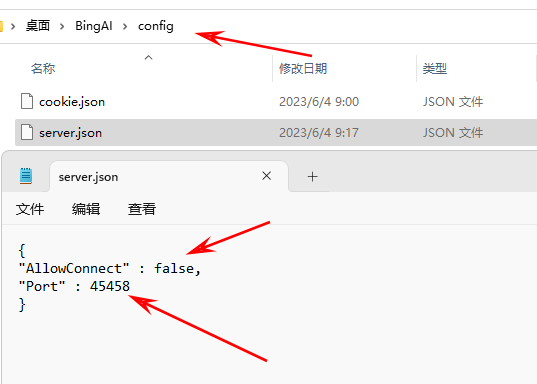 桌面 > BingAI > config
名称 修改日期 类型
cookie.json 2023/6/4 9:00 JSON 文件
server.json 2023/6/4 9:17 JSON 文件
server.json × +
文件 编辑 查看
{
"AllowConnect" : false,
"Port" : 45458
}